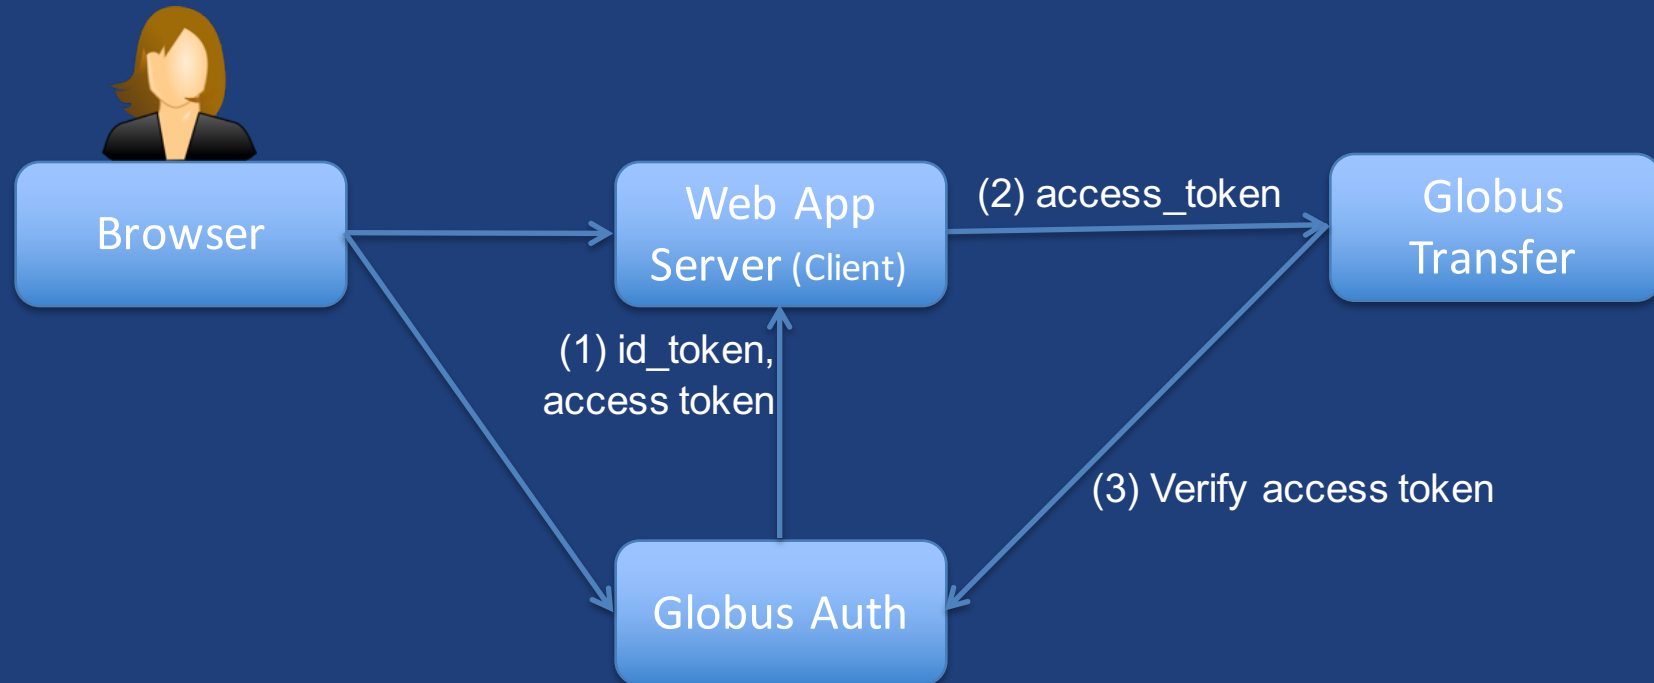 Browser
Web App
Server (Client)
(2) access_token
Globus
Transfer
(1) id_token,
access token
(3) Verify access token
Globus Auth